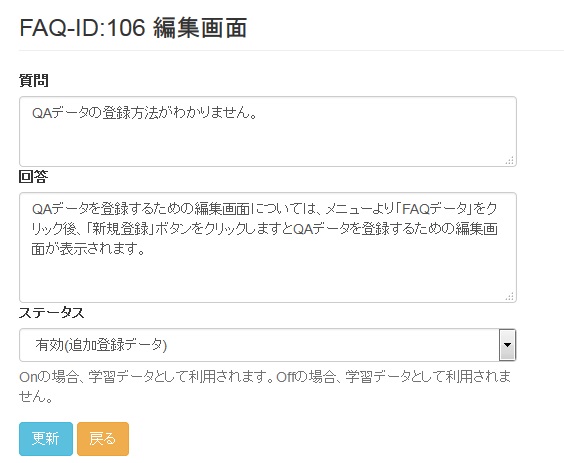 FAQ-ID:106 編集画面
質問
QAデータの登録方法がわかりません。
回答
QAデータを登録するための編集画面については、メニューより「FAQデータ」をク
リック後、「新規登録」ボタンをクリックしますとQAデータを登録するための編集画
面が表示されます。
ステータス
有効(追加登録データ)
Onの場合、学習データとして利用されます。Offの場合、学習データとして利用されま
せん。
更新 戻る